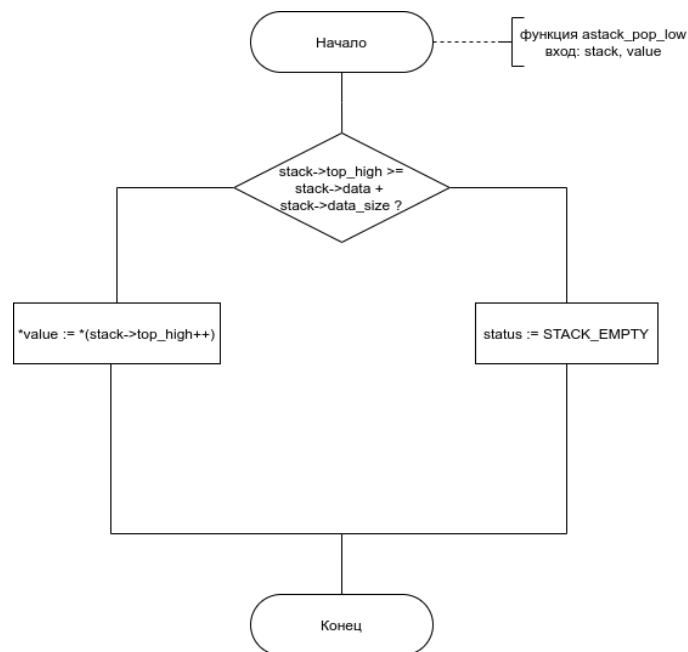 Начало
функция astack_pop_low
вход: stack, value
stack->top_high >=
stack->data +
stack->data_size ?
*value := *(stack->top_high++)
status := STACK_EMPTY
Конец